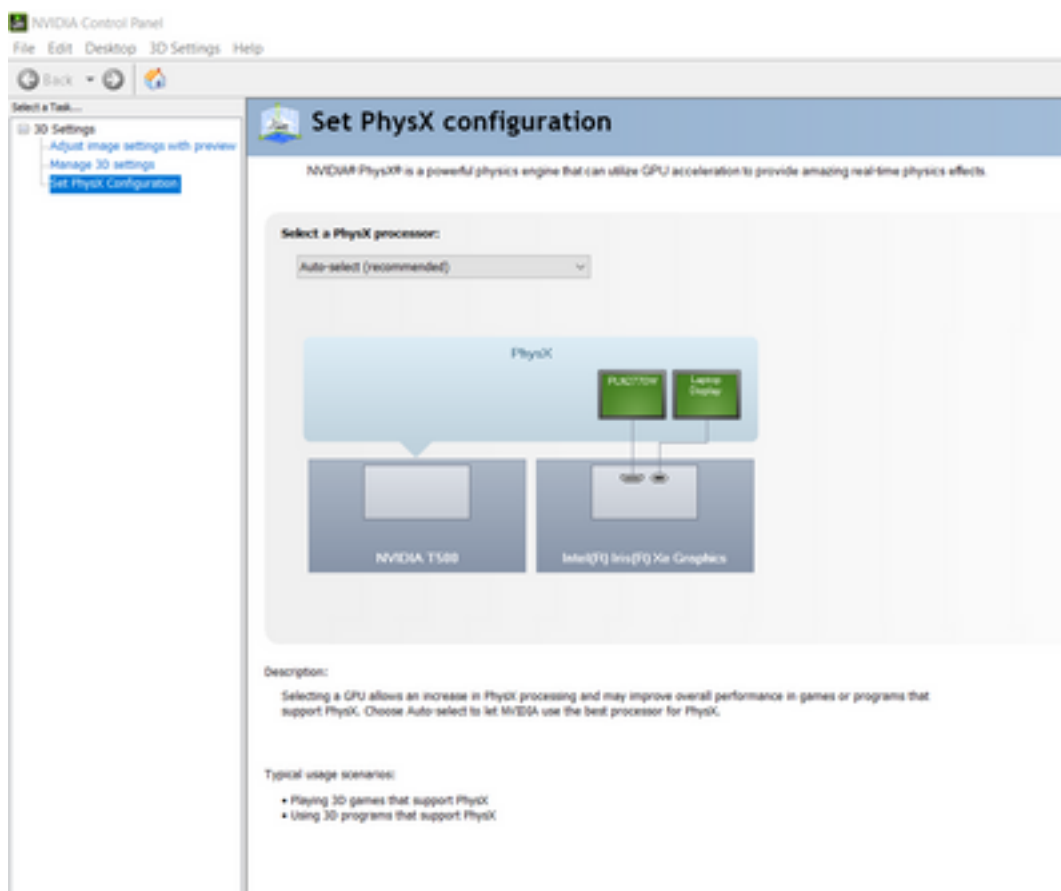 NVIDIA Control Panel
File Edit Desktop 3D Settings Help
Back
Select a Task...
3D Settings
Adjust image settings with preview
Manage 3D settings
Set PhysX Configuration
Set PhysX configuration
NVIDIA® PhysX® is a powerful physics engine that can utilize GPU acceleration to provide amazing real-time physics effects.
Select a PhysX processor:
Auto-select (recommended)
PhysX
Laptop
Display
NVIDIA T500
Intel(R) Iris(R) Xe Graphics
Description:
Selecting a GPU allows an increase in PhysX processing and may improve overall performance in games or programs that
support PhysX. Choose Auto-select to let NVIDIA use the best processor for PhysX.
Typical usage scenarios:
• Playing 3D games that support PhysX
• Using 3D programs that support PhysX